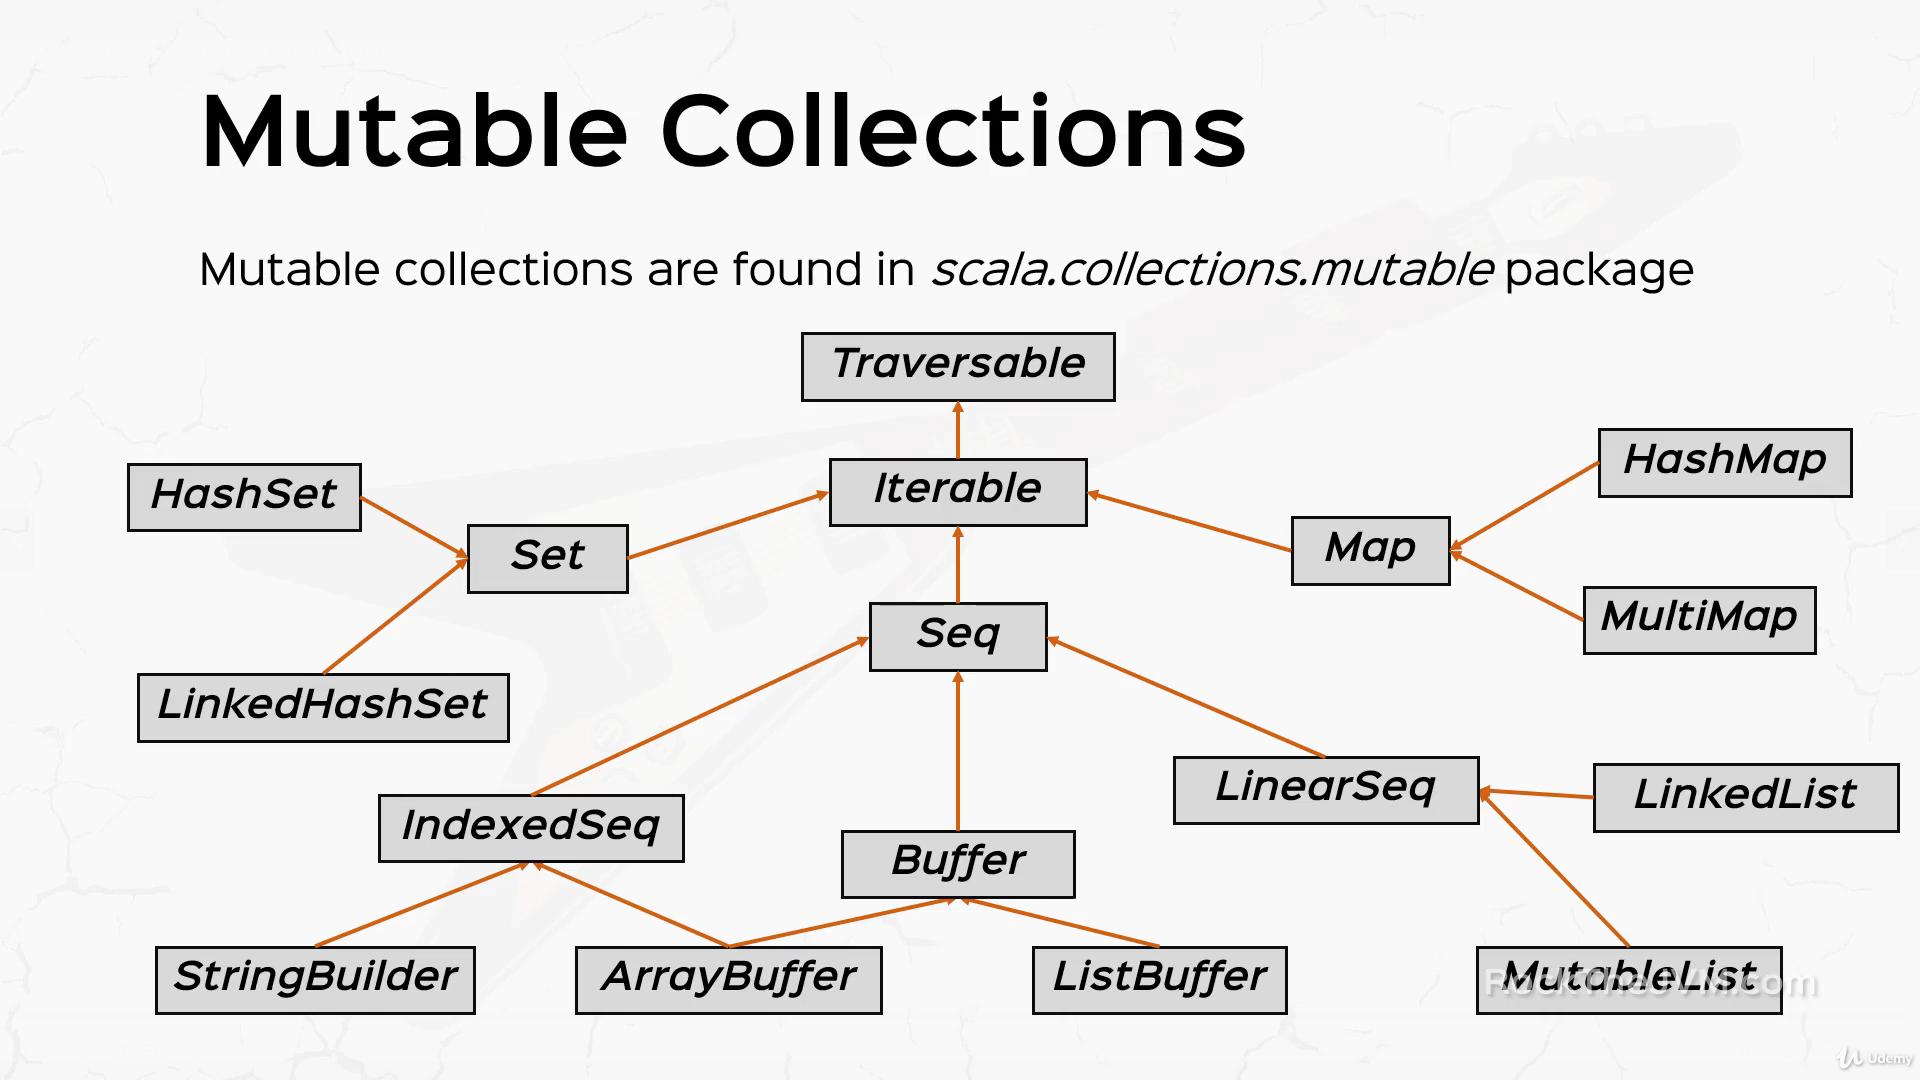 Mutable Collections
Mutable collections are found in scala.collections.mutable package
Traversable
HashMap
Iterable
HashSet
Map
Set
MultiMap
Seq
LinkedHashSet
LinearSeq
LinkedList
IndexedSeq
Buffer
StringBuilder
ArrayBuffer
ListBuffer
MutableList
RockTheJVM.com
Udemy